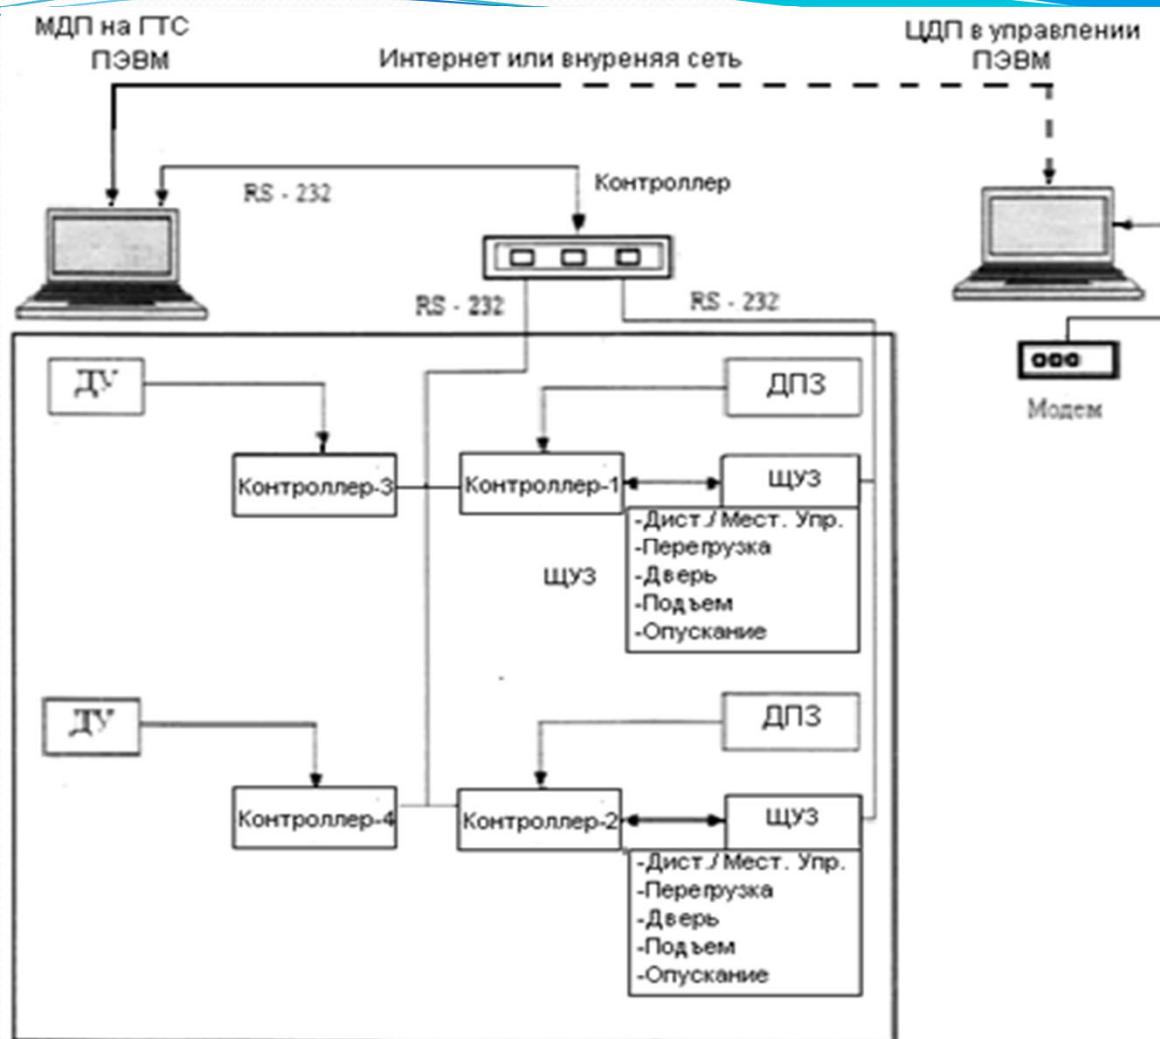 МДП на ГТС
ПЭВМ
ЦДП в управлении
ПЭВМ
Интернет или внуреняя сеть
RS - 232
Контроллер
RS - 232
RS - 232
Модем
ДУ
ДПЗ
Контроллер-3
Контроллер-1
ЩУЗ
-Дист./ Мест. Упр.
-Перегрузка
-Дверь
-Подъем
-Опускание
ЩУЗ
ДУ
ДПЗ
Контроллер-4
Контроллер-2
ЩУЗ
-Дист./ Мест. Упр.
-Перегрузка
-Дверь
-Подъем
-Опускание